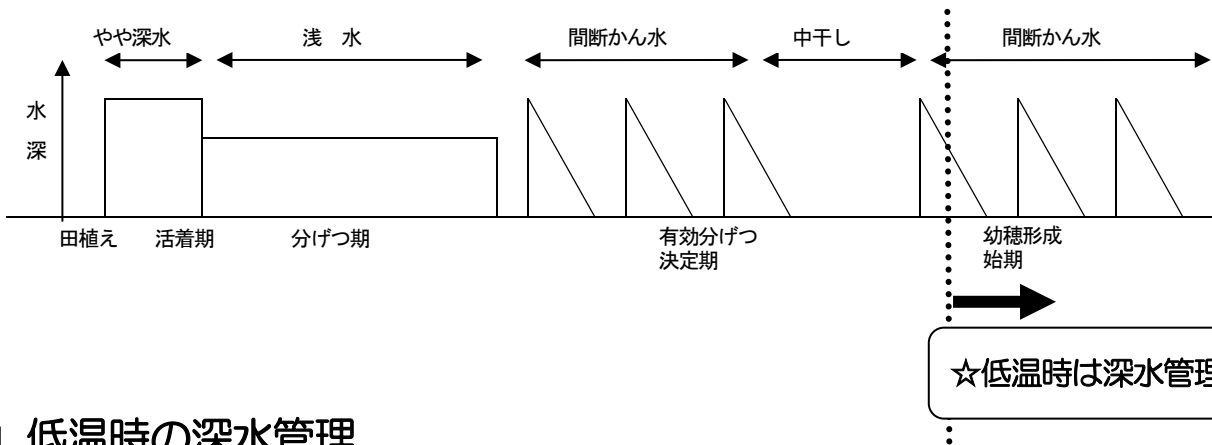 やや深水
浅 水
間断かん水
中干し
間断かん水
水
深
田植え
活着期
分げつ期
有効分げつ
決定期
幼穂形成
始期
☆低温時は深水管理
低温時の深水管理